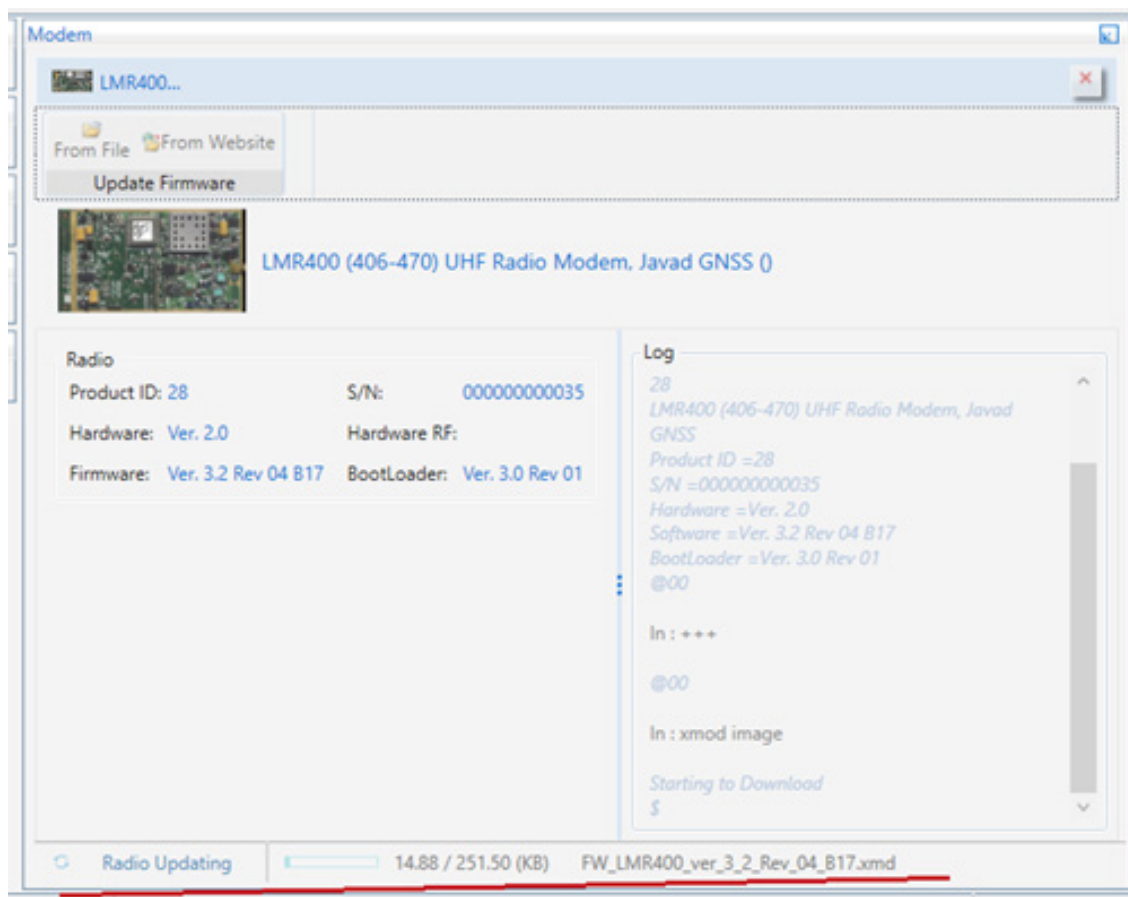 Modem
LMR400...
From File From Website
Update Firmware
LMR400 (406-470) UHF Radio Modem, Javad GNSS ()
Radio
Product ID: 28 S/N: 000000000035
Hardware: Ver. 2.0 Hardware RF:
Firmware: Ver. 3.2 Rev 04 B17 BootLoader: Ver. 3.0 Rev 01
Log
28
LMR400 (406-470) UHF Radio Modem, Javad
GNSS
Product ID =28
S/N =000000000035
Hardware =Ver. 2.0
Software =Ver. 3.2 Rev 04 B17
BootLoader =Ver. 3.0 Rev 01
@00
In : +++
@00
In : xmod image
Starting to Download
$
Radio Updating 14.88 / 251.50 (KB) FW_LMR400_ver_3_2_Rev_04_B17.xmd